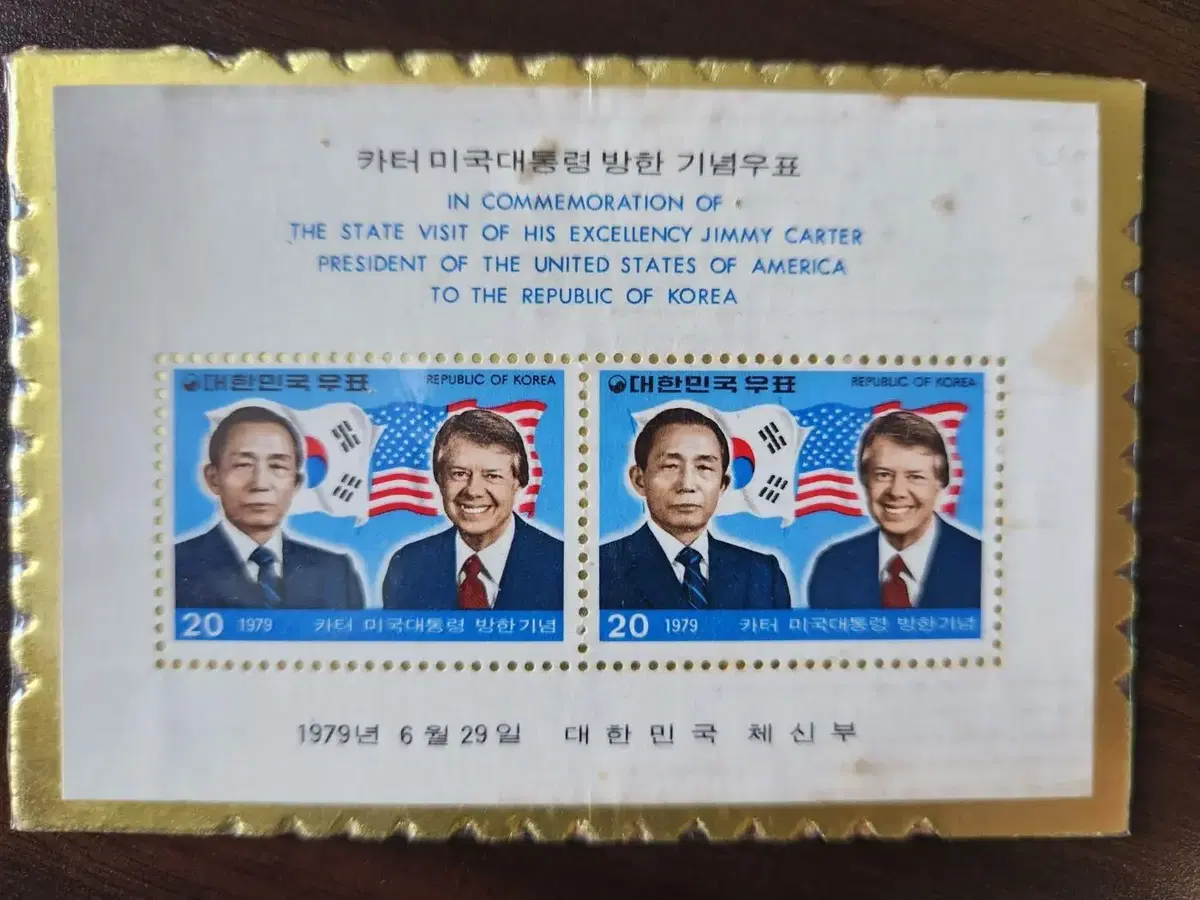 카터 미국대통령 방한 기념우표
IN COMMEMORATION OF
THE STATE VISIT OF HIS EXCELLENCY JIMMY CARTER
PRESIDENT OF THE UNITED STATES OF AMERICA
TO THE REPUBLIC OF KOREA
대한민국우표 REPUBLIC OF KOREA
20 1979 카터 미국대통령 방한기념
대한민국우표 REPUBLIC OF KOREA
20 1979 카터 미국대통령 방한기념
1979년 6월 29일 대한민국 체신부